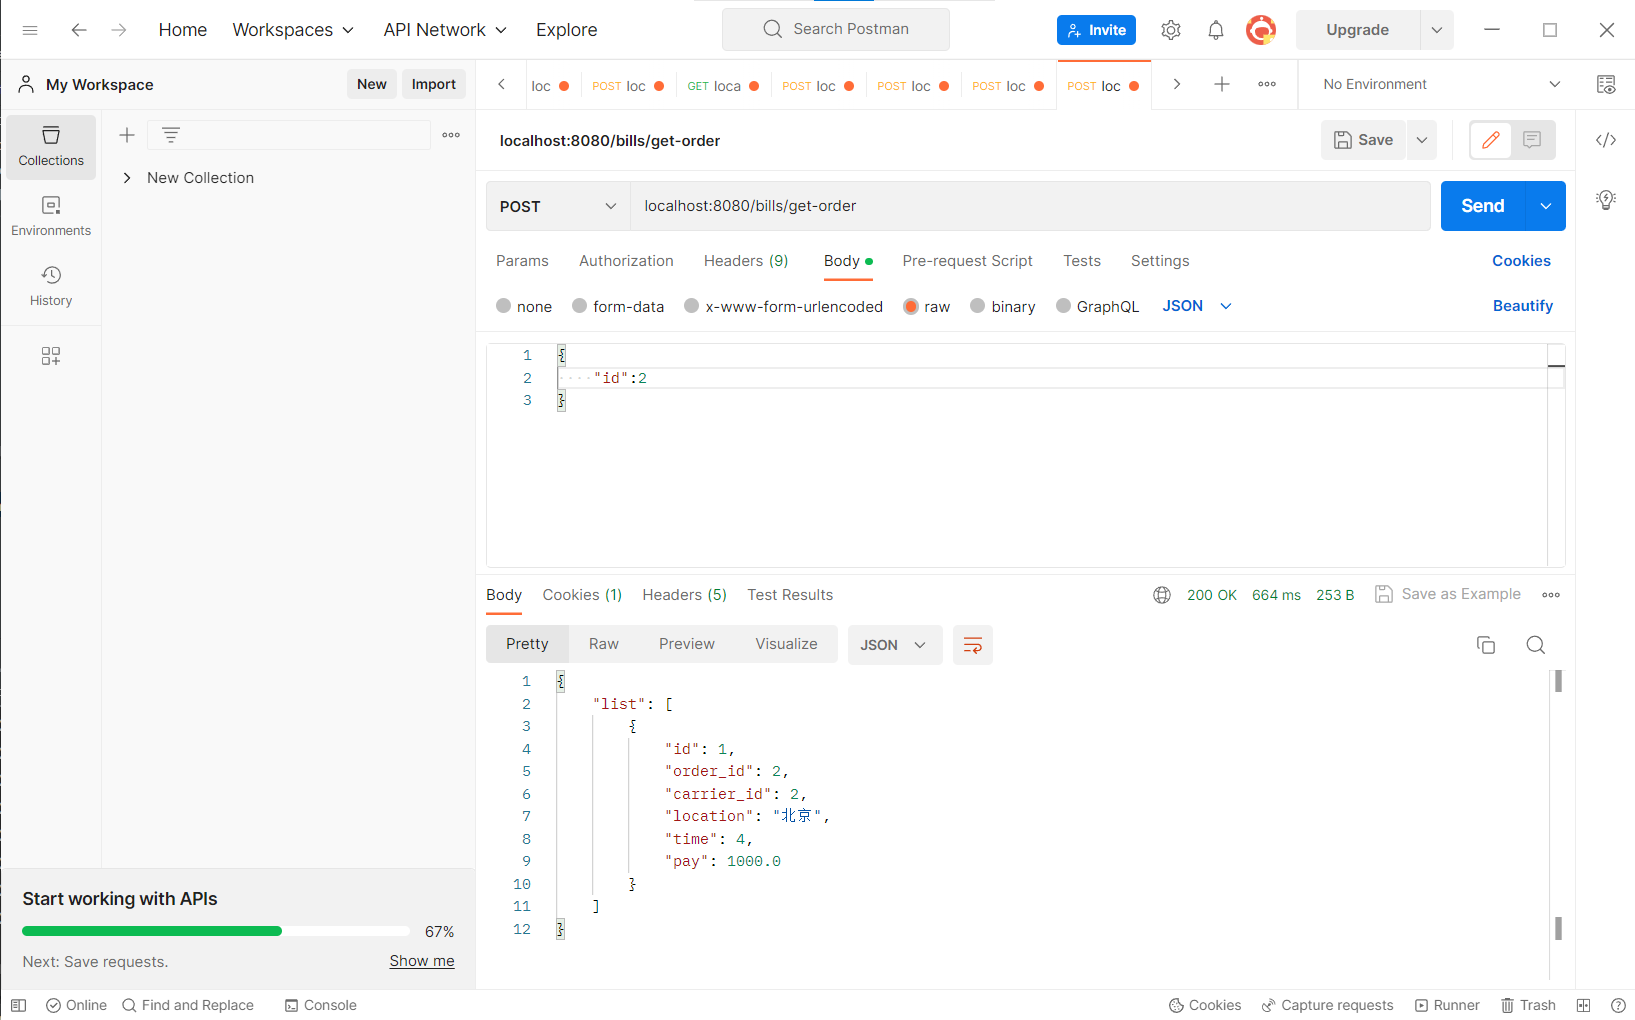 Home Workspaces API Network Explore Search Postman Invite Upgrade
My Workspace New Import loc POST loc GET loca POST loc POST loc POST loc POST loc No Environment
Collections
New Collection
Environments
History
localhost:8080/bills/get-order Save
POST localhost:8080/bills/get-order Send
Params Authorization Headers (9) Body Pre-request Script Tests Settings Cookies
none form-data x-www-form-urlencoded raw binary GraphQL JSON Beautify
1 {
2 "id":2
3 }
Body Cookies (1) Headers (5) Test Results 200 OK 664 ms 253 B Save as Example
Pretty Raw Preview Visualize JSON
1 {
2 "list": [
3 {
4 "id": 1,
5 "order_id": 2,
6 "carrier_id": 2,
7 "location": "北京",
8 "time": 4,
9 "pay": 1000.0
10 }
11 ]
12 }
Start working with APIs
67%
Next: Save requests. Show me
Online Find and Replace Console Cookies Capture requests Runner Trash